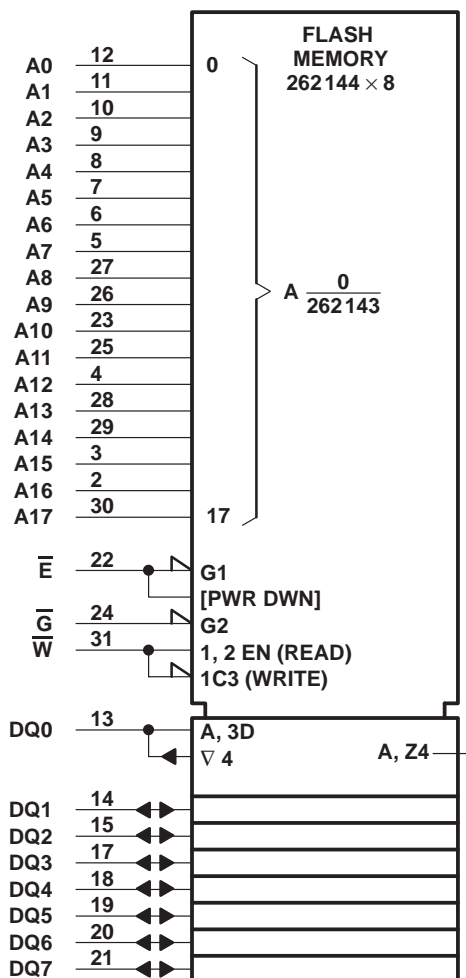 FLASH
MEMORY
262144 × 8
A0 12 0
A1 11
A2 10
A3 9
A4 8
A5 7
A6 6
A7 5
A8 27
A 0
262143
A9 26
A10 23
A11 25
A12 4
A13 28
A14 29
A15 3
A16 2
A17 30 17
E̅ 22 G1
[PWR DWN]
G̅ 24 G2
W̅ 31 1, 2 EN (READ)
1C3 (WRITE)
DQ0 13 A, 3D
∇ 4 A, Z4
DQ1 14
DQ2 15
DQ3 17
DQ4 18
DQ5 19
DQ6 20
DQ7 21